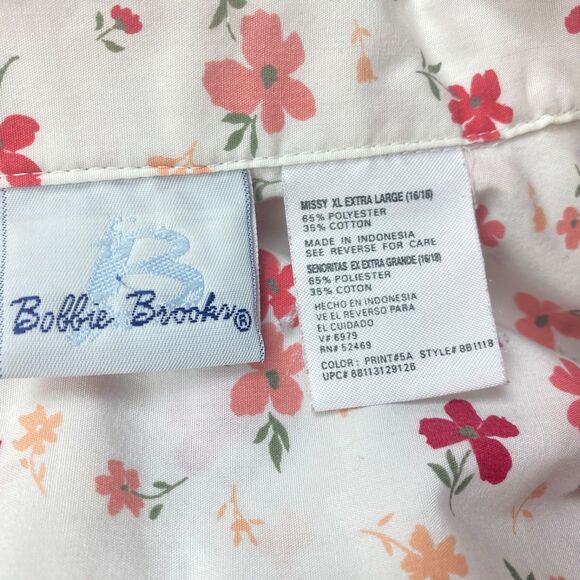 B
Bobbie Brooks®
MISSY XL EXTRA LARGE (16/18)
65% POLYESTER
35% COTTON
MADE IN INDONESIA
SEE REVERSE FOR CARE
SEÑORITAS EX EXTRA GRANDE (16/18)
65% POLIESTER
35% COTON
HECHO EN INDONESIA
VE EL REVERSO PARA
EL CUIDADO
V# 6979
RN# 52469
COLOR : PRINT#5A STYLE# BB1118
UPC# 68113129126